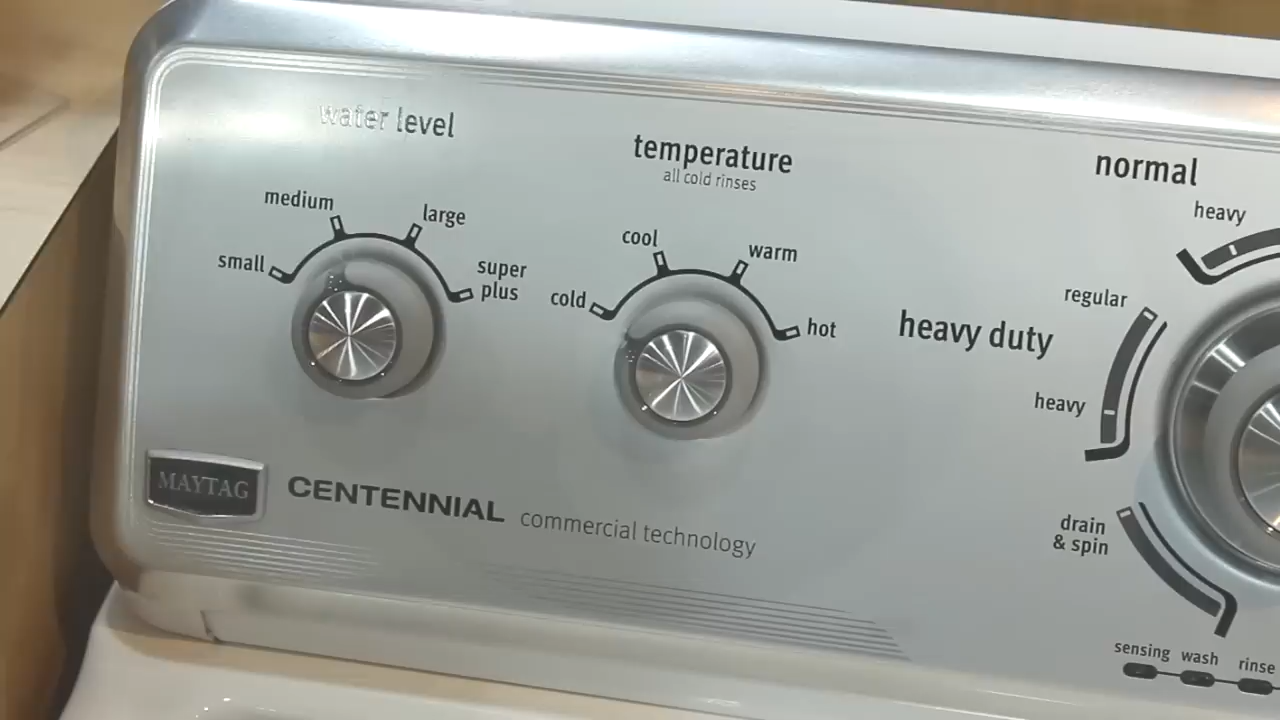 water level
medium
large
small
super
plus
temperature
all cold rinses
cool
warm
cold
hot
normal
heavy
regular
heavy duty
heavy
drain
& spin
sensing wash rinse
MAYTAG
CENTENNIAL commercial technology